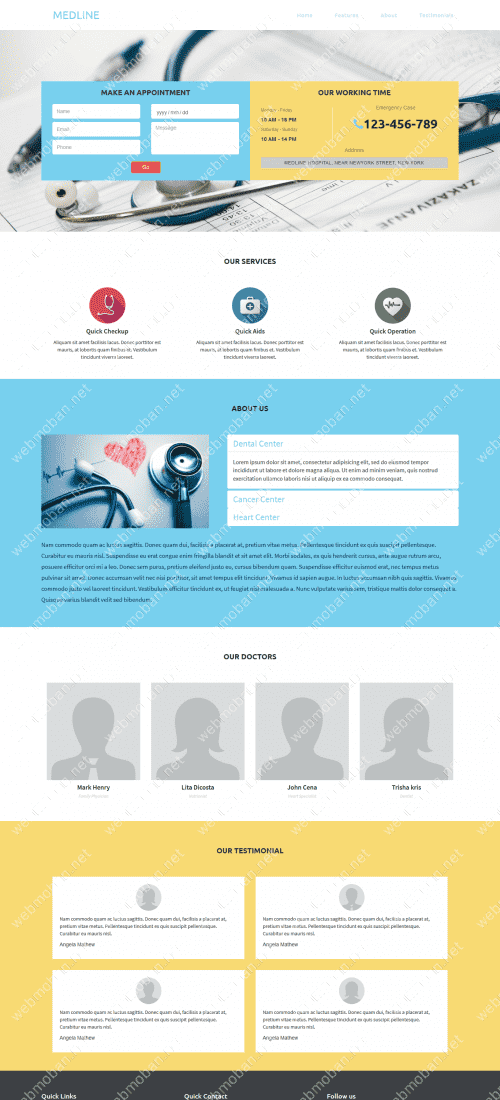 MEDLINE
Home Features About Testimonials
MAKE AN APPOINTMENT
OUR WORKING TIME
Name
yyyy / mm / dd
Email
Message
Phone
Go
Monday - Friday
10 AM - 16 PM
Saturday - Sunday
10 AM - 14 PM
Emergency Case
123-456-789
Address
MEDLINE HOSPITAL, NEAR NEWYORK STREET, NEW YORK
ZAKAZIVANJE
OUR SERVICES
Quick Checkup
Aliquam sit amet facilisis lacus. Donec porttitor est
mauris, at lobortis quam finibus et. Vestibulum
tincidunt viverra laoreet.
Quick Aids
Aliquam sit amet facilisis lacus. Donec porttitor est
mauris, at lobortis quam finibus et. Vestibulum
tincidunt viverra laoreet.
Quick Operation
Aliquam sit amet facilisis lacus. Donec porttitor est
mauris, at lobortis quam finibus et. Vestibulum
tincidunt viverra laoreet.
ABOUT US
Dental Center
Lorem ipsum dolor sit amet, consectetur adipisicing elit, sed do eiusmod tempor
incididunt ut labore et dolore magna aliqua. Ut enim ad minim veniam, quis nostrud
exercitation ullamco laboris nisi ut aliquip ex ea commodo consequat.
Cancer Center
Heart Center
Nam commodo quam ac luctus sagittis. Donec quam dui, facilisis a placerat at, pretium vitae metus. Pellentesque tincidunt ex quis suscipit pellentesque.
Curabitur eu mauris nisl. Suspendisse eu erat congue enim fringilla blandit at sit amet elit. Morbi sodales, ex quis hendrerit cursus, ante augue rutrum arcu,
posuere efficitur orci mi a leo. Donec sem purus, pretium eleifend justo eu, cursus bibendum quam. Suspendisse efficitur euismod erat, nec tempus metus
pulvinar sit amet. Donec accumsan velit nec nisi porttitor, sit amet tempus elit tincidunt. Vivamus id sapien augue. In luctus accumsan nibh quis sagittis. Vivamus
commodo justo vel laoreet tincidunt. Vestibulum efficitur tincidunt ex, ut feugiat nisi malesuada a. Nunc vulputate varius sem, tristique mattis dolor consequat a.
Quisque varius blandit velit sed bibendum.
OUR DOCTORS
Mark Henry
Lita Dicosta
John Cena
Trisha kris
OUR TESTIMONIAL
Nam commodo quam ac luctus sagittis. Donec quam dui, facilisis a placerat at,
pretium vitae metus. Pellentesque tincidunt ex quis suscipit pellentesque.
Curabitur eu mauris nisl.
Angela Mathew
Nam commodo quam ac luctus sagittis. Donec quam dui, facilisis a placerat at,
pretium vitae metus. Pellentesque tincidunt ex quis suscipit pellentesque.
Curabitur eu mauris nisl.
Angela Mathew
Nam commodo quam ac luctus sagittis. Donec quam dui, facilisis a placerat at,
pretium vitae metus. Pellentesque tincidunt ex quis suscipit pellentesque.
Curabitur eu mauris nisl.
Angela Mathew
Nam commodo quam ac luctus sagittis. Donec quam dui, facilisis a placerat at,
pretium vitae metus. Pellentesque tincidunt ex quis suscipit pellentesque.
Curabitur eu mauris nisl.
Angela Mathew
Quick Links
Quick Contact
Follow us
webmoban.net